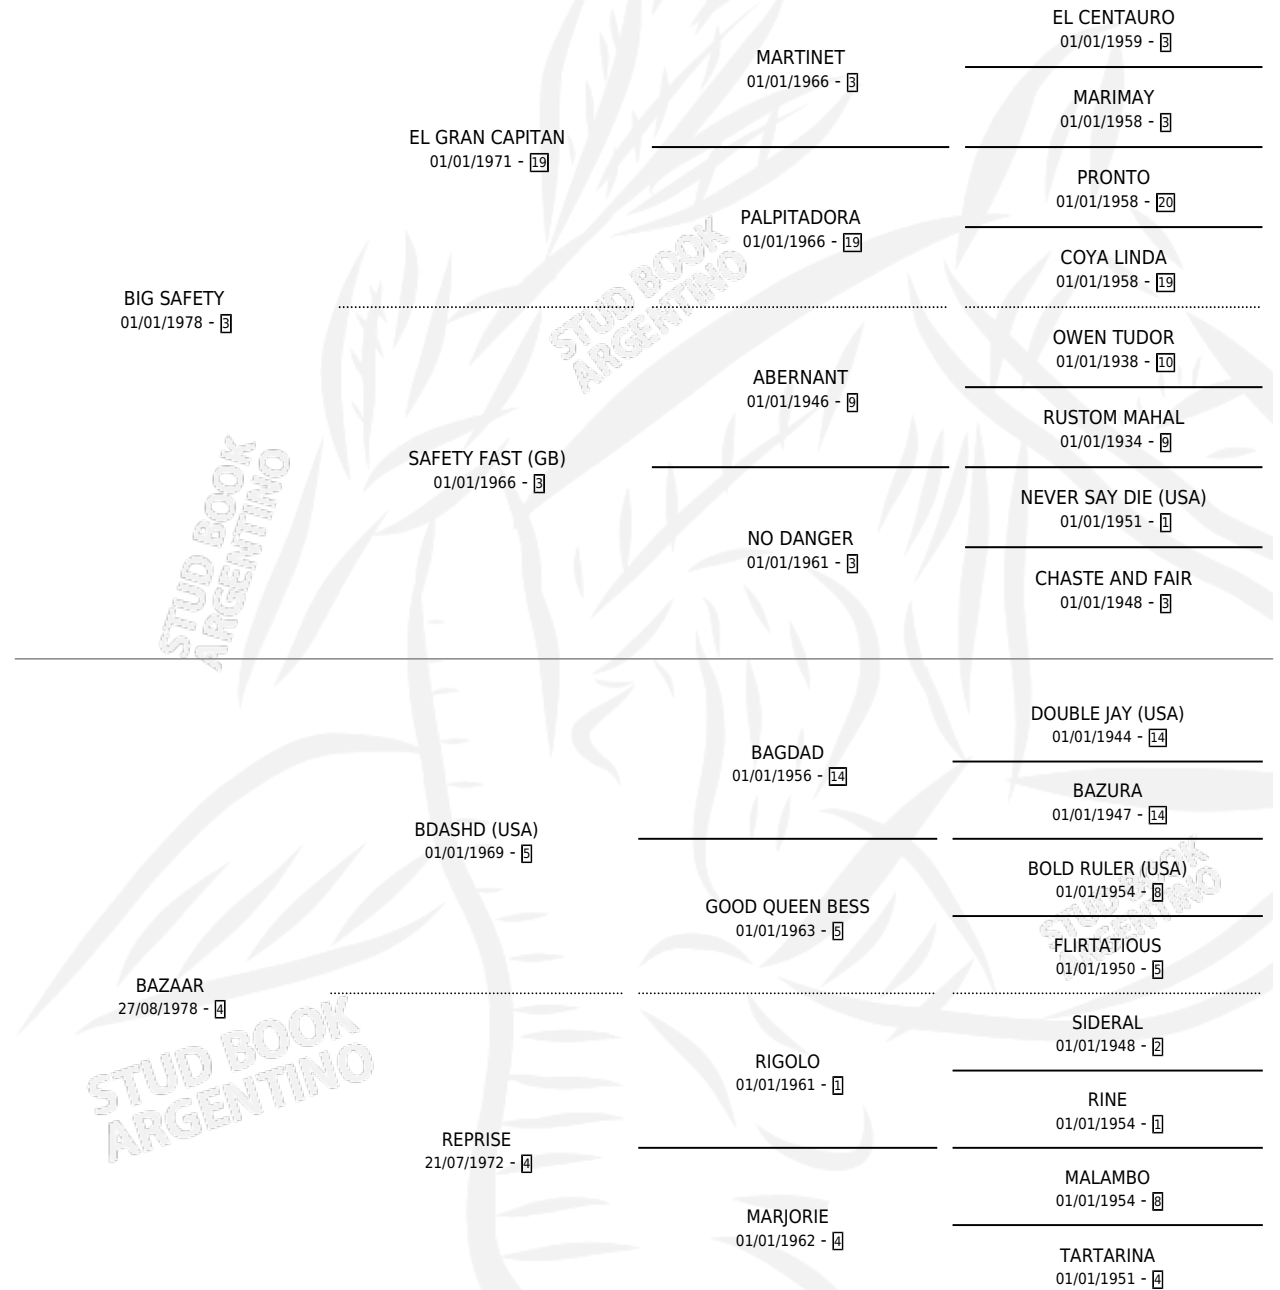 EL CENTAURO
01/01/1959 - 3
MARTINET
01/01/1966 - 3
MARIMAY
01/01/1958 - 3
EL GRAN CAPITAN
01/01/1971 - 19
PRONTO
01/01/1958 - 20
PALPITADORA
01/01/1966 - 19
COYA LINDA
01/01/1958 - 19
BIG SAFETY
01/01/1978 - 3
OWEN TUDOR
01/01/1938 - 10
ABERNANT
01/01/1946 - 9
RUSTOM MAHAL
01/01/1934 - 9
SAFETY FAST (GB)
01/01/1966 - 3
NEVER SAY DIE (USA)
01/01/1951 - 1
NO DANGER
01/01/1961 - 3
CHASTE AND FAIR
01/01/1948 - 3
DOUBLE JAY (USA)
01/01/1944 - 14
BAGDAD
01/01/1956 - 14
BAZURA
01/01/1947 - 14
BDASHD (USA)
01/01/1969 - 5
BOLD RULER (USA)
01/01/1954 - 8
GOOD QUEEN BESS
01/01/1963 - 5
FLIRTATIOUS
01/01/1950 - 5
BAZAAR
27/08/1978 - 4
SIDERAL
01/01/1948 - 2
RIGOLO
01/01/1961 - 1
RINE
01/01/1954 - 1
REPRISE
21/07/1972 - 4
MALAMBO
01/01/1954 - 8
MARJORIE
01/01/1962 - 4
TARTARINA
01/01/1951 - 4
STUD BOOK
ARGENTINO
STUD BOOK
ARGENTINO
STUD BOOK
ARGENTINO
STUD BOOK
ARGENTINO